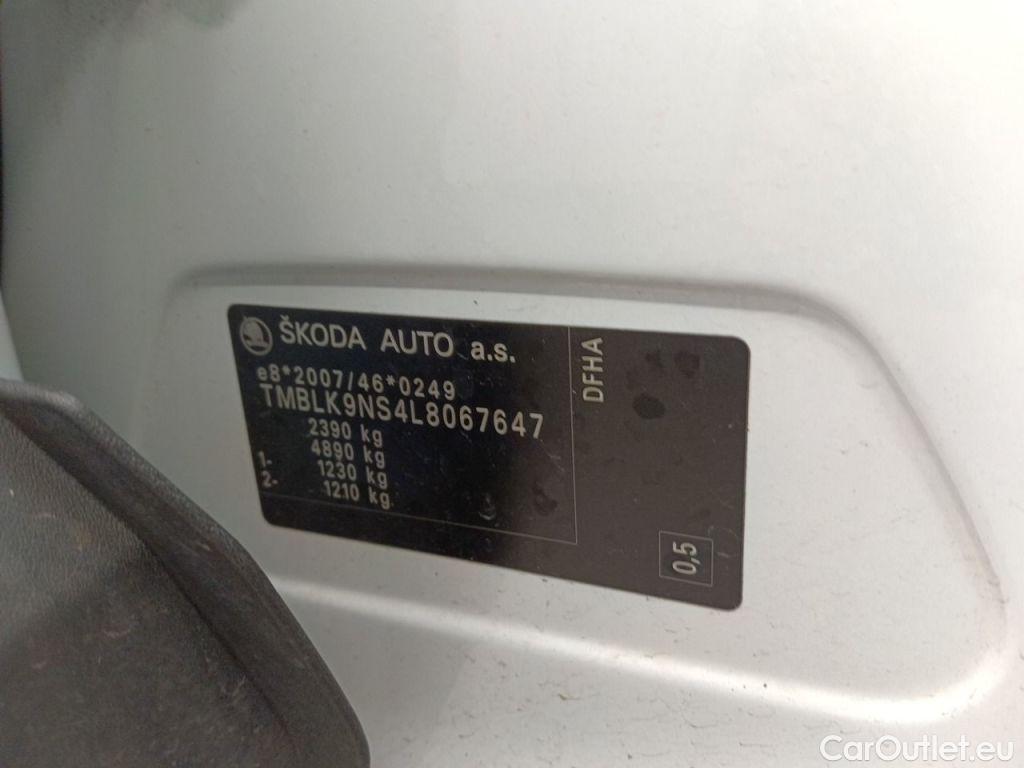 ŠKODA AUTO a.s.
e8*2007/46*0249
TMBLK9NS4L8067647
2390 kg
4890 kg
1- 1230 kg
2- 1210 kg
DFHA
0,5
CarOutlet.eu